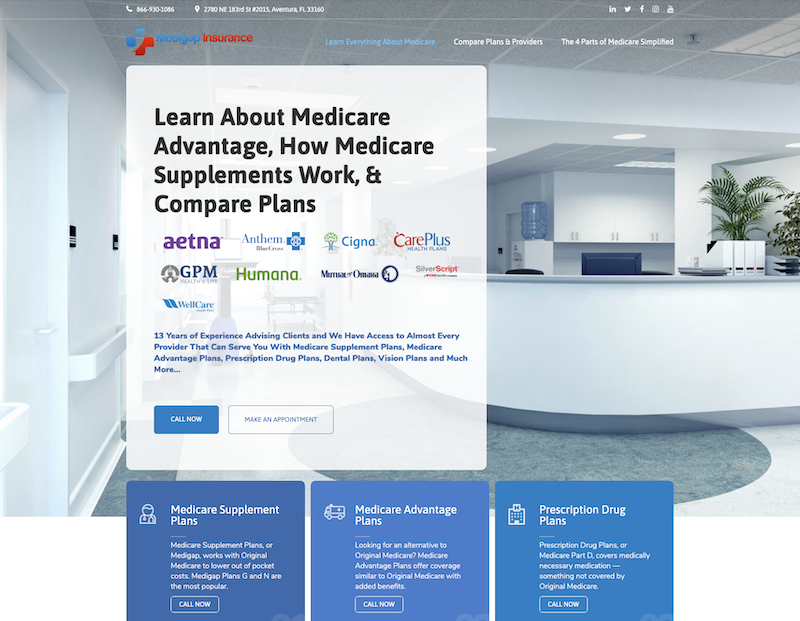 866-930-1086 2780 NE 183rd St #2015, Aventura, FL 33160
Medigap Insurance
Learn Everything About Medicare Compare Plans & Providers The 4 Parts of Medicare Simplified
Learn About Medicare
Advantage, How Medicare
Supplements Work, &
Compare Plans
aetna Anthem BlueCross Cigna CarePlus HEALTH PLANS
GPM HEALTH & LIFE Humana Mutual of Omaha SilverScript
WellCare Health Plans
13 Years of Experience Advising Clients and We Have Access to Almost Every
Provider That Can Serve You With Medicare Supplement Plans, Medicare
Advantage Plans, Prescription Drug Plans, Dental Plans, Vision Plans and Much
More...
CALL NOW MAKE AN APPOINTMENT
Medicare Supplement
Plans
Medicare Supplement Plans, or
Medigap, works with Original
Medicare to lower out of pocket
costs. Medigap Plans G and N are
the most popular.
CALL NOW
Medicare Advantage
Plans
Looking for an alternative to
Original Medicare? Medicare
Advantage Plans offer coverage
similar to Original Medicare with
added benefits.
CALL NOW
Prescription Drug
Plans
Prescription Drug Plans, or
Medicare Part D, covers medically
necessary medication —
something not covered by
Original Medicare.
CALL NOW